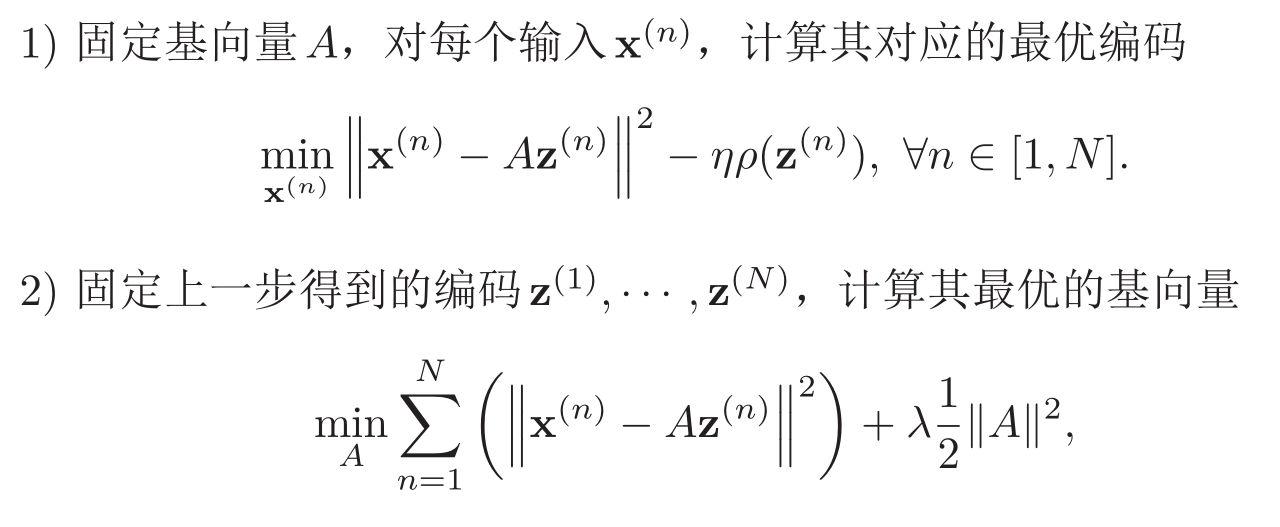 1) 固定基向量 A，对每个输入 x^(n)，计算其对应的最优编码
min_{x^(n)} ‖x^(n) − Az^(n)‖^2 − ηρ(z^(n)), ∀n ∈ [1, N].
2) 固定上一步得到的编码 z^(1), ··· , z^(N)，计算其最优的基向量
min_A ∑_{n=1}^N (‖x^(n) − Az^(n)‖^2) + λ 1/2 ‖A‖^2,